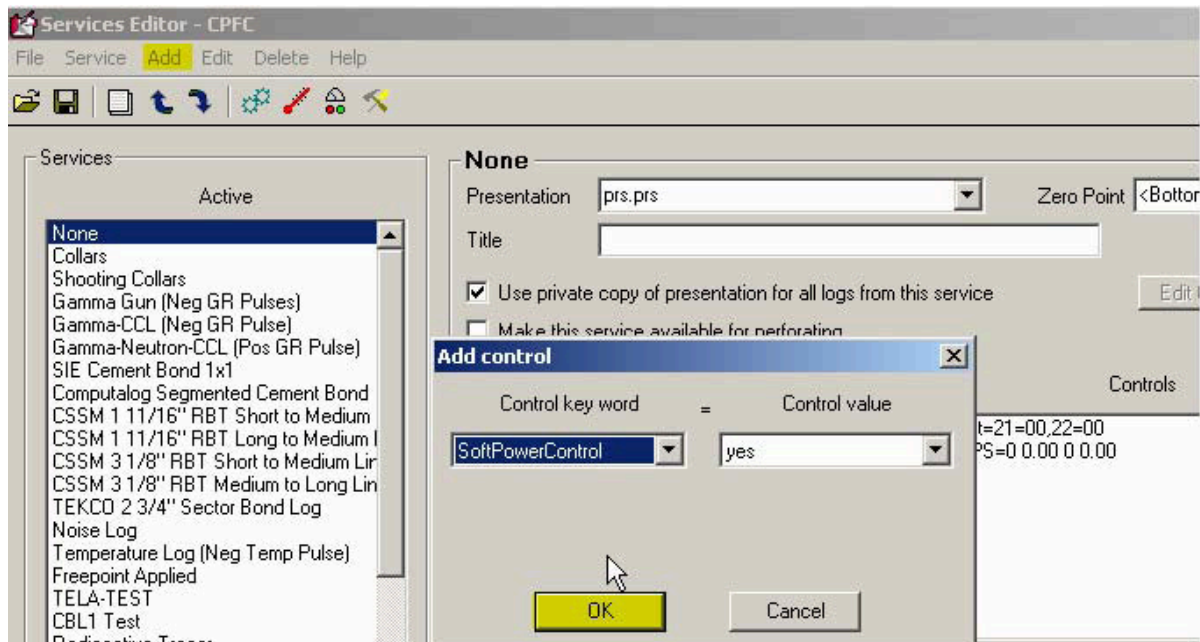 Services Editor - CPFC
File Service Add Edit Delete Help
Services
Active
None
Collars
Shooting Collars
Gamma Gun (Neg GR Pulses)
Gamma-CCL (Neg GR Pulse)
Gamma-Neutron-CCL (Pos GR Pulse)
SIE Cement Bond 1x1
Computalog Segmented Cement Bond
CSSM 1 11/16" RBT Short to Medium
CSSM 1 11/16" RBT Long to Medium
CSSM 3 1/8" RBT Short to Medium Lin
CSSM 3 1/8" RBT Medium to Long Lin
TEKCO 2 3/4" Sector Bond Log
Noise Log
Temperature Log (Neg Temp Pulse)
Freepoint Applied
TELA-TEST
CBL1 Test
Radioactive Tracer
None
Presentation prs.prs Zero Point <Bottor
Title
Use private copy of presentation for all logs from this service Edit
Make this service available for perforating
Controls
t=21=00,22=00
PS=0 0.00 0 0.00
Add control
Control key word = Control value
SoftPowerControl yes
OK Cancel